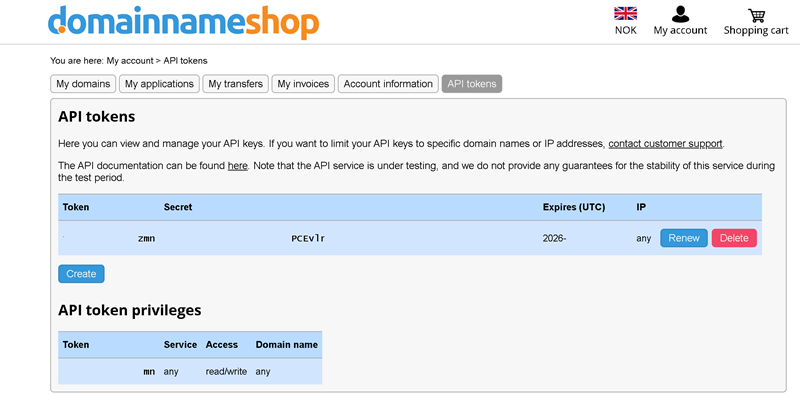 domainnameshop
NOK
My account
Shopping cart
You are here: My account > API tokens
My domains
My applications
My transfers
My invoices
Account information
API tokens
API tokens
Here you can view and manage your API keys. If you want to limit your API keys to specific domain names or IP addresses, contact customer support.
The API documentation can be found here. Note that the API service is under testing, and we do not provide any guarantees for the stability of this service during
the test period.
Token Secret Expires (UTC) IP
zmn PCEvlr 2026- any Renew Delete
Create
API token privileges
Token Service Access Domain name
mn any read/write any